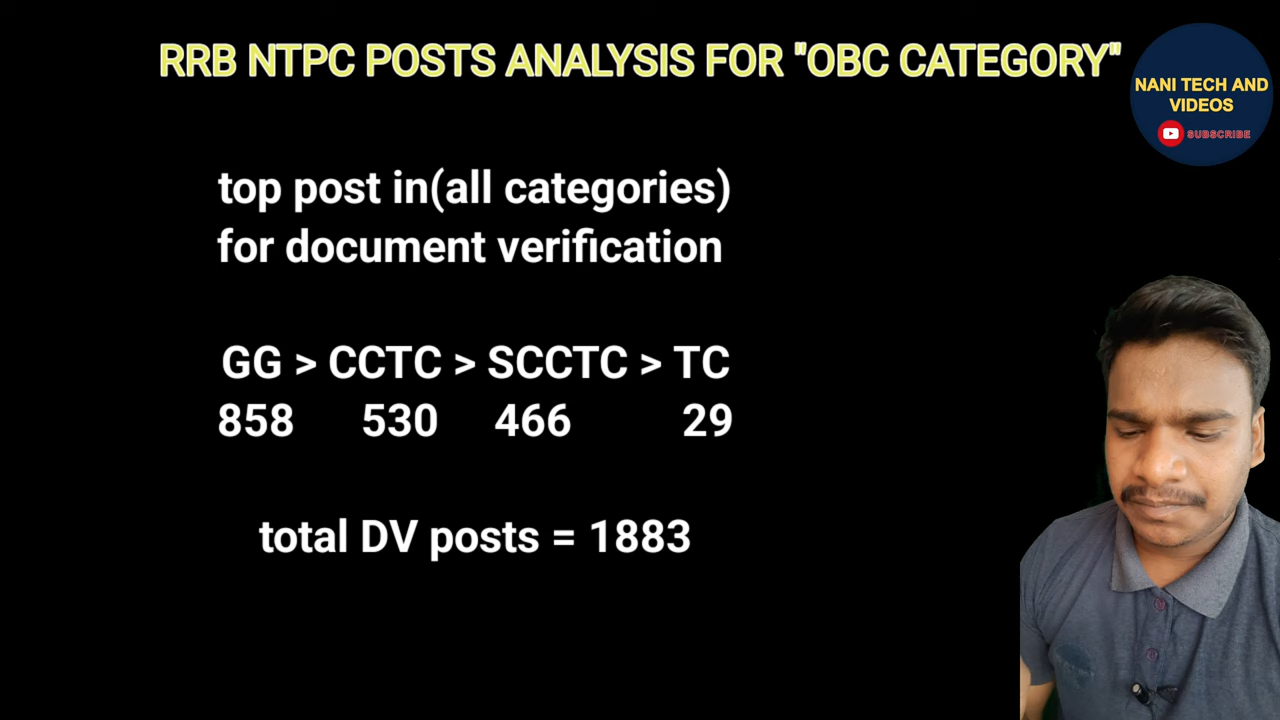 RRB NTPC POSTS ANALYSIS FOR "OBC CATEGORY"
NANI TECH AND
VIDEOS
SUBSCRIBE
top post in(all categories)
for document verification
GG > CCTC > SCCTC > TC
858 530 466 29
total DV posts = 1883